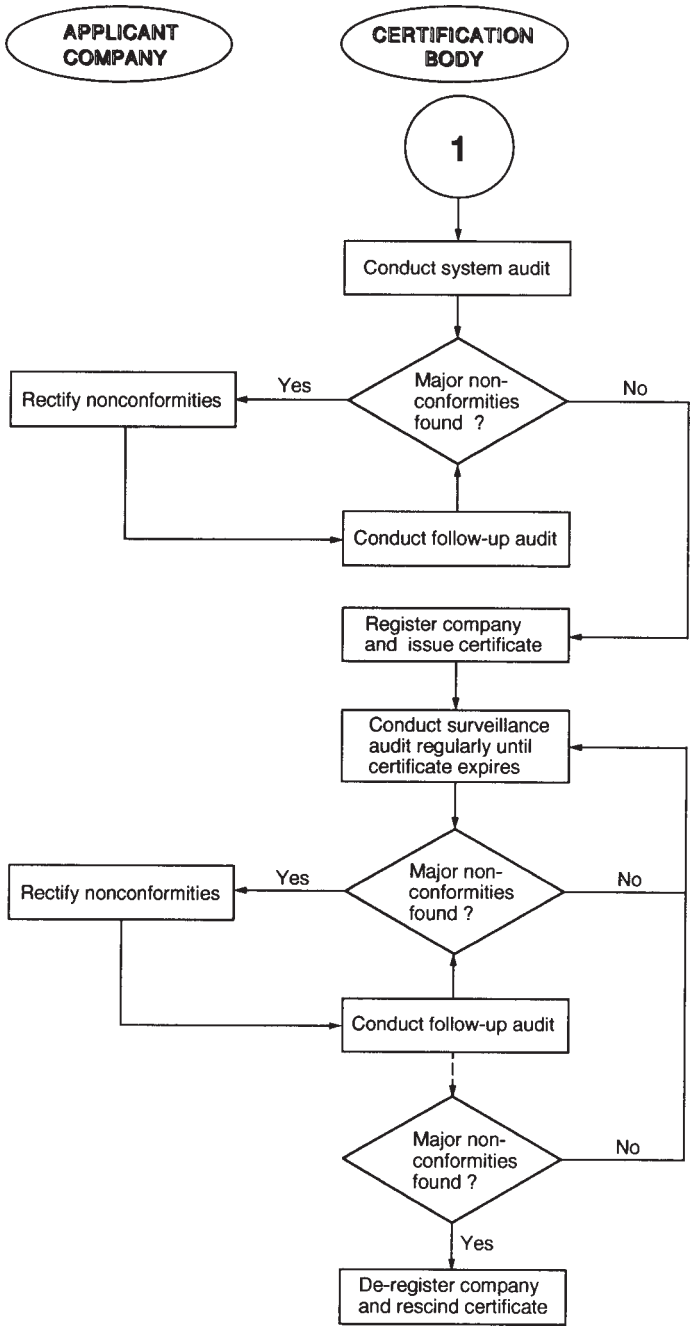 APPLICANT
COMPANY
CERTIFICATION
BODY
1
Conduct system audit
Major non-
conformities
found ?
Yes
No
Rectify nonconformities
Conduct follow-up audit
Register company
and issue certificate
Conduct surveillance
audit regularly until
certificate expires
Major non-
conformities
found ?
Yes
No
Rectify nonconformities
Conduct follow-up audit
Major non-
conformities
found ?
No
Yes
De-register company
and rescind certificate